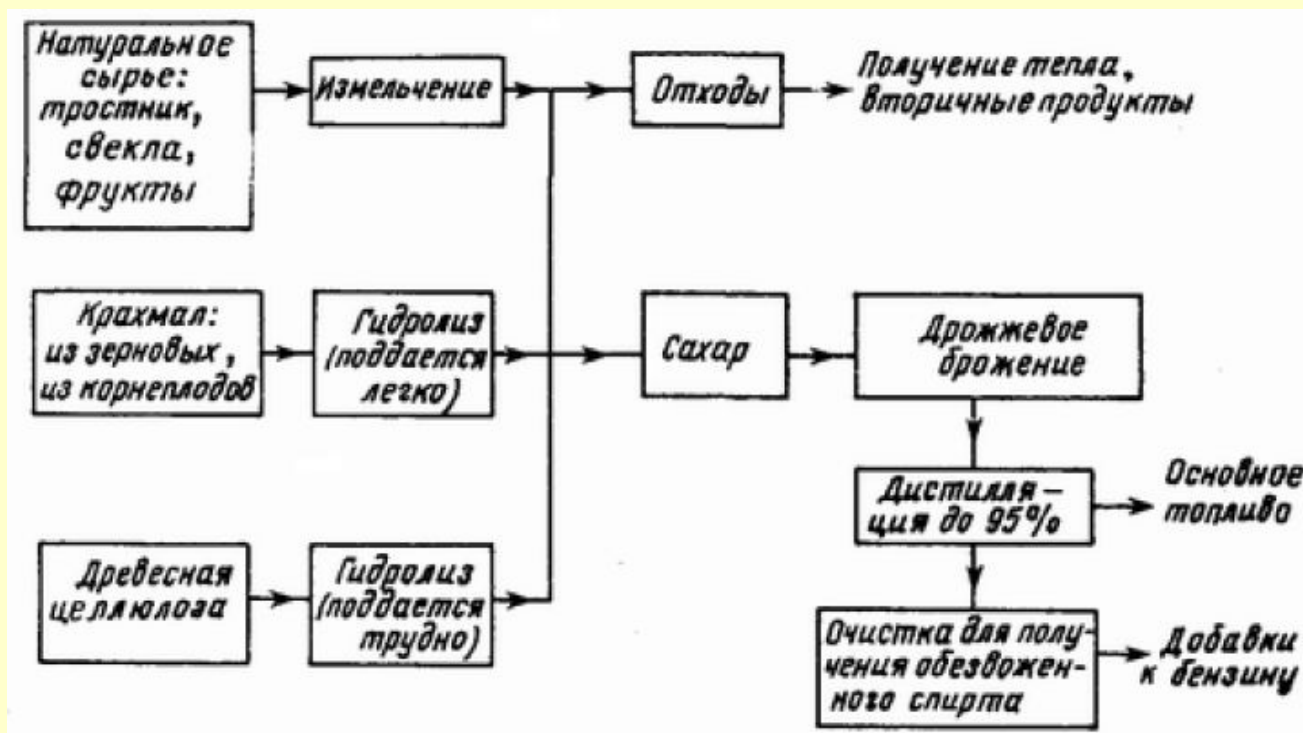 Натуральное
сырье:
тростник,
свекла,
фрукты
Измельчение
Отходы
Получение тепла,
вторичные продукты
Крахмал:
из зерновых,
из корнеплодов
Гидролиз
(поддается
легко)
Сахар
Дрожжевое
брожение
Дистилля-
ция до 95%
Основное
топливо
Древесная
целлюлоза
Гидролиз
(поддается
трудно)
Очистка для полу-
чения обезвожен-
ного спирта
Добавки
к бензину